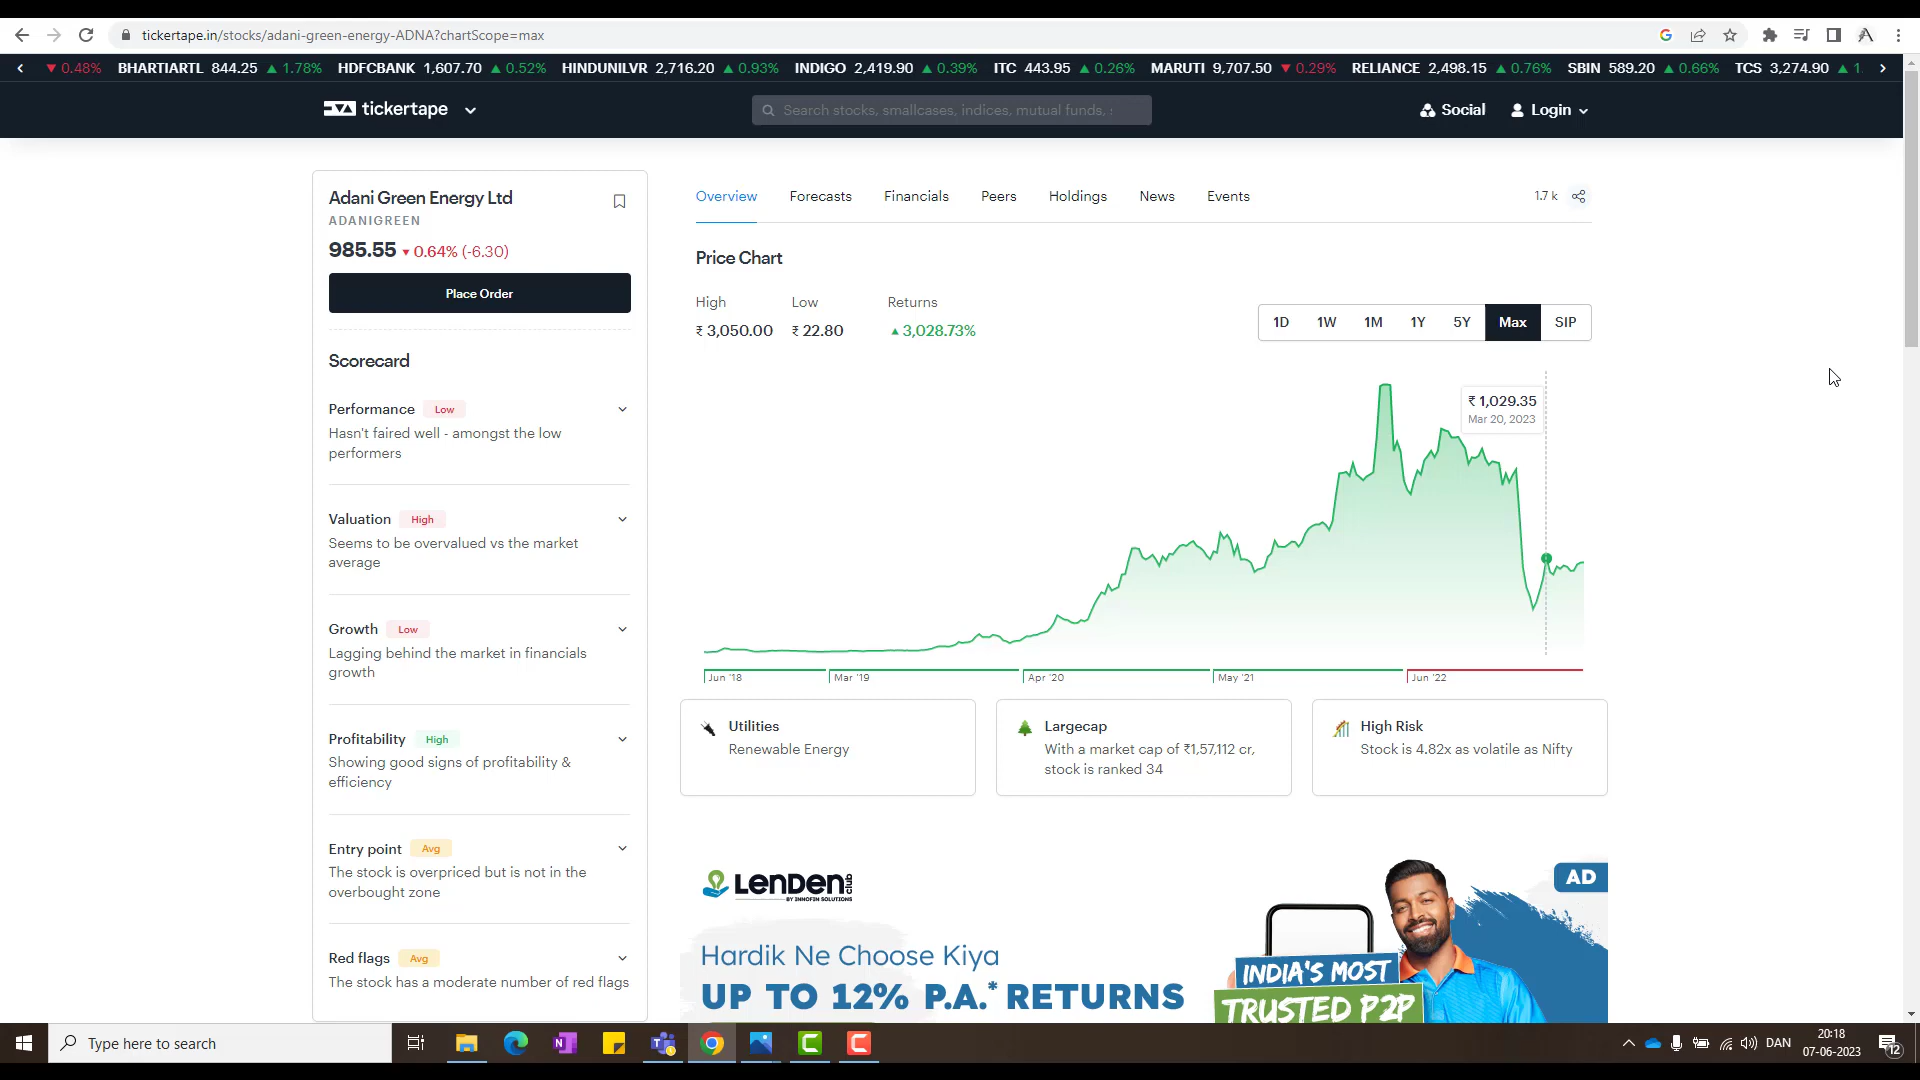 tickertape.in/stocks/adani-green-energy-ADNA?chartScope=max
0.48% BHARTIARTL 844.25 ▲ 1.78% HDFCBANK 1,607.70 ▲ 0.52% HINDUNILVR 2,716.20 ▲ 0.93% INDIGO 2,419.90 ▲ 0.39% ITC 443.95 ▲ 0.26% MARUTI 9,707.50 ▼ 0.29% RELIANCE 2,498.15 ▲ 0.76% SBIN 589.20 ▲ 0.66% TCS 3,274.90 ▲ 1
tickertape
Search stocks, smallcases, indices, mutual funds,
Social
Login
Adani Green Energy Ltd
ADANIGREEN
985.55 ▼ 0.64% (-6.30)
Place Order
Scorecard
Performance Low
Hasn't faired well - amongst the low
performers
Valuation High
Seems to be overvalued vs the market
average
Growth Low
Lagging behind the market in financials
growth
Profitability High
Showing good signs of profitability &
efficiency
Entry point Avg
The stock is overpriced but is not in the
overbought zone
Red flags Avg
The stock has a moderate number of red flags
Overview Forecasts Financials Peers Holdings News Events
1.7 k
Price Chart
High Low Returns
₹ 3,050.00 ₹ 22.80 ▲ 3,028.73%
1D 1W 1M 1Y 5Y Max SIP
₹ 1,029.35
Mar 20, 2023
Jun '18 Mar '19 Apr '20 May '21 Jun '22
Utilities
Renewable Energy
Largecap
With a market cap of ₹1,57,112 cr,
stock is ranked 34
High Risk
Stock is 4.82x as volatile as Nifty
LENDEN club
BY INNOFIN SOLUTIONS
AD
Hardik Ne Choose Kiya
UP TO 12% P.A.* RETURNS
INDIA'S MOST
TRUSTED P2P
Type here to search
DAN
20:18
07-06-2023
12